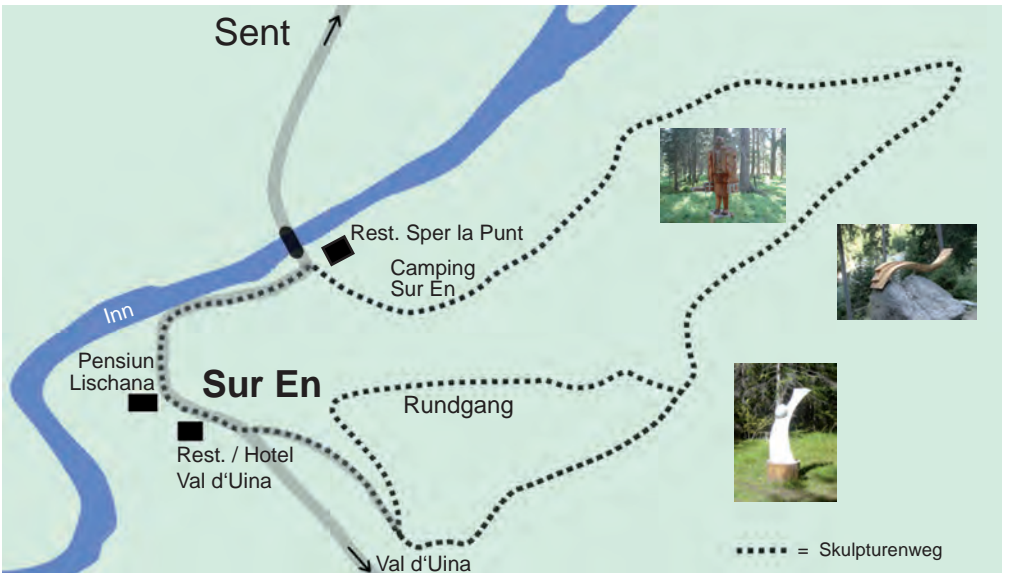 Sent
Rest. Sper la Punt
Camping
Sur En
Inn
Pensiun
Lischana
Sur En
Rundgang
Rest. / Hotel
Val d'Uina
Val d'Uina
= Skulpturenweg